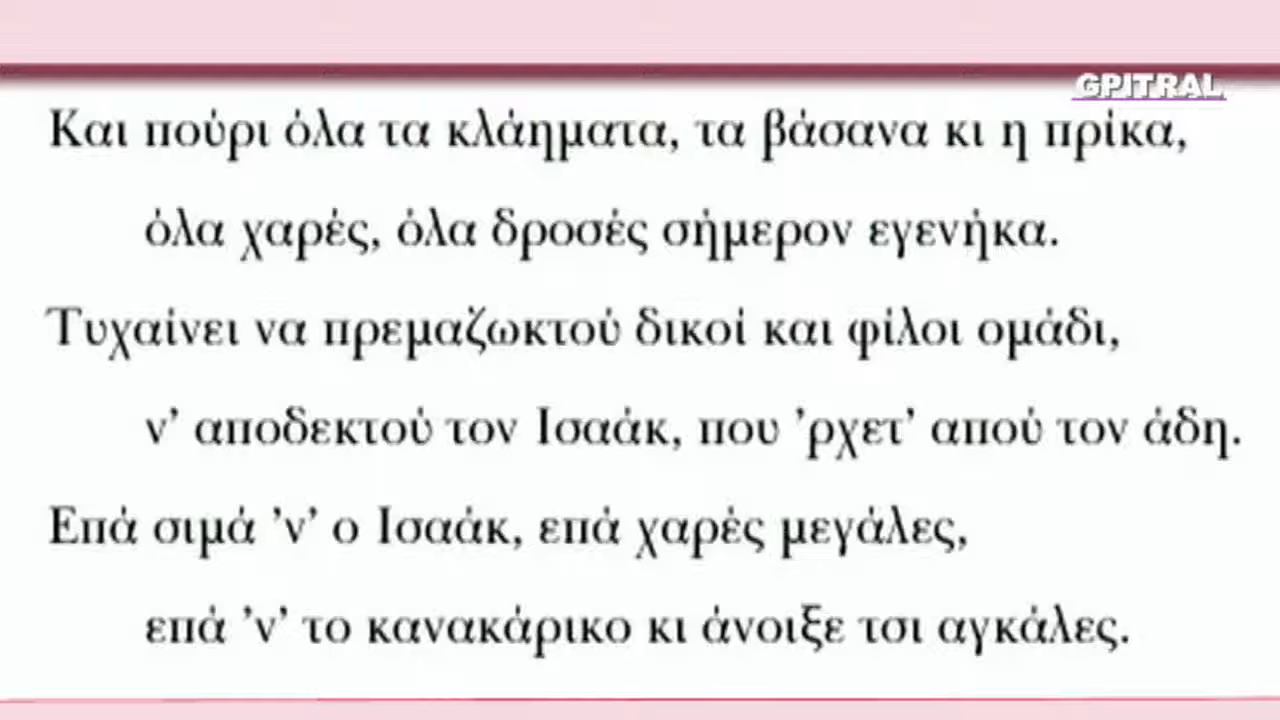 GPITRAL
Και πούρι όλα τα κλάηματα, τα βάσανα κι η πρίκα,
όλα χαρές, όλα δροσές σήμερον εγενήκα.
Τυχαίνει να πρεμαζωκτού δικοί και φίλοι ομάδι,
ν’ αποδεκτού τον Ισαάκ, που ’ρχετ’ απού τον άδη.
Επά σιμά ’ν’ ο Ισαάκ, επά χαρές μεγάλες,
επά ’ν’ το κανακάρικο κι άνοιξε τσι αγκάλες.